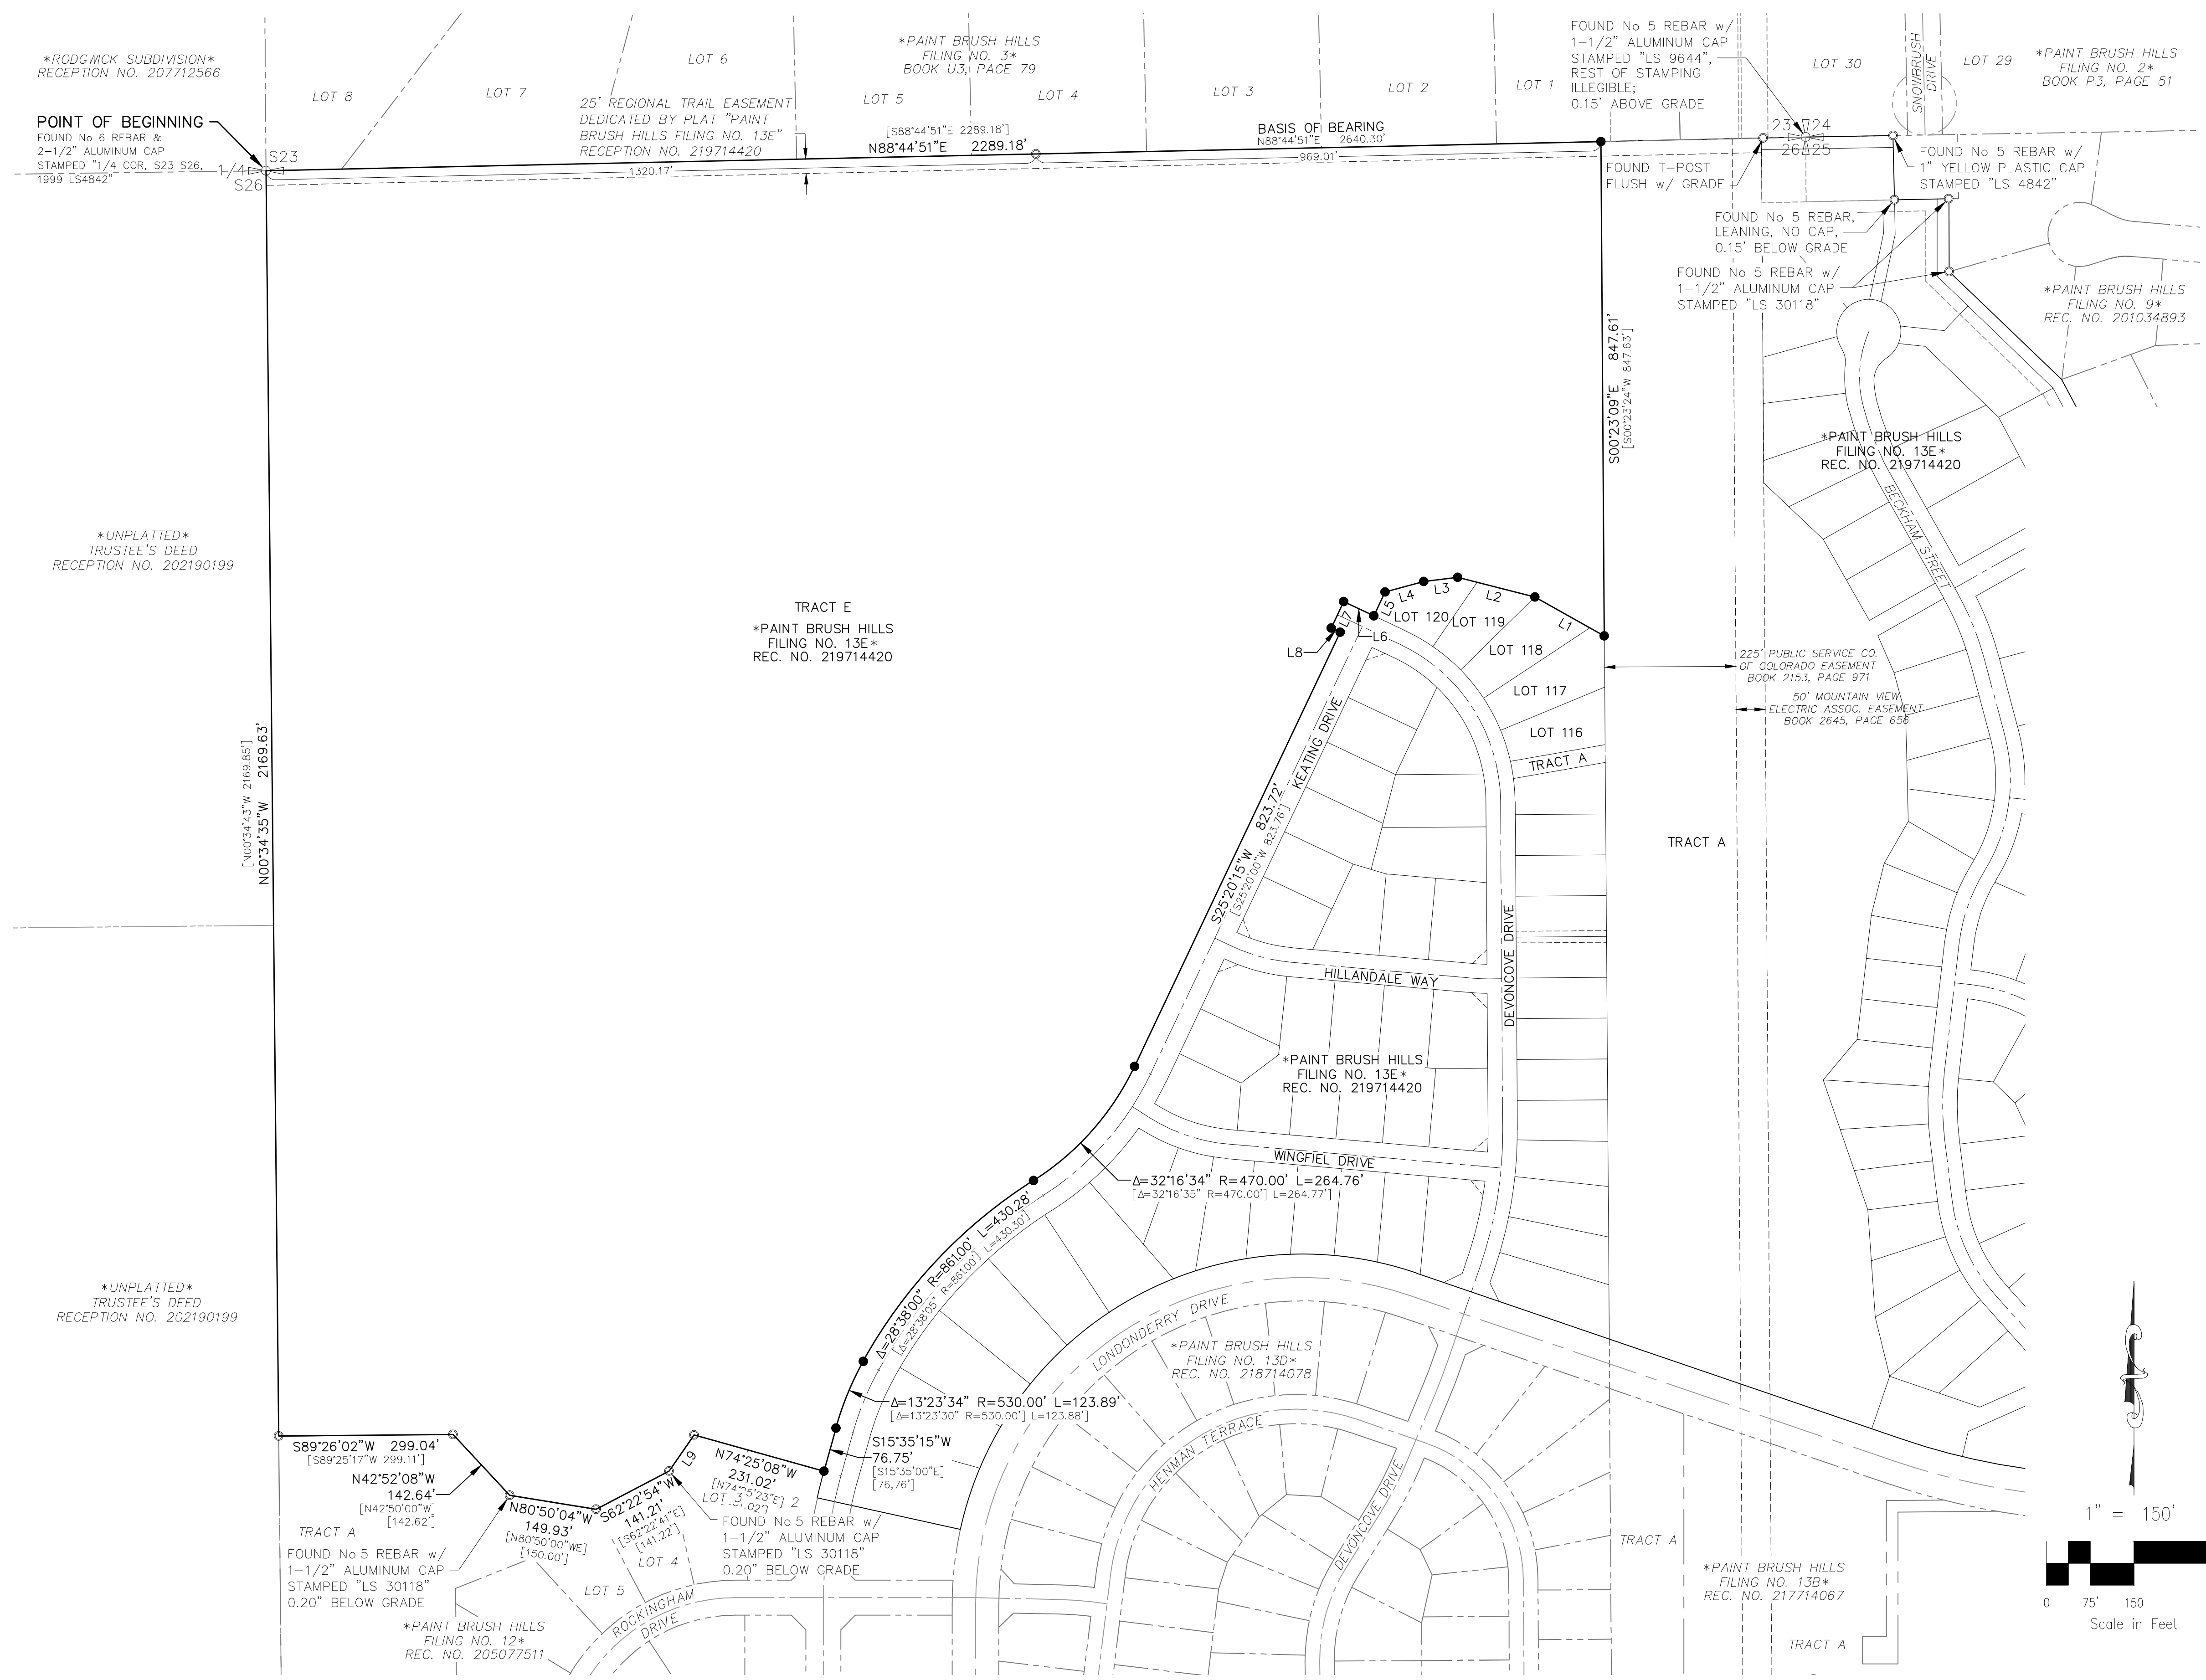 *RODGWICK SUBDIVISION*
RECEPTION NO. 207712566
LOT 8
LOT 7
LOT 6
*PAINT BRUSH HILLS
FILING NO. 3*
BOOK U3, PAGE 79
LOT 5
LOT 4
LOT 3
LOT 2
LOT 1
25' REGIONAL TRAIL EASEMENT
DEDICATED BY PLAT "PAINT
BRUSH HILLS FILING NO. 13E"
RECEPTION NO. 219714420
POINT OF BEGINNING
FOUND No 6 REBAR &
2-1/2" ALUMINUM CAP
STAMPED "1/4 COR, S23 S26,
1999 LS4842"
1/4
S23
S26
[S88°44'51"E 2289.18']
N88°44'51"E 2289.18'
BASIS OF BEARING
N88°44'51"E 2640.30'
1320.17'
969.01'
FOUND No 5 REBAR w/
1-1/2" ALUMINUM CAP
STAMPED "LS 9644",
REST OF STAMPING
ILLEGIBLE;
0.15' ABOVE GRADE
LOT 30
SNOWBRUSH
DRIVE
LOT 29
*PAINT BRUSH HILLS
FILING NO. 2*
BOOK P3, PAGE 51
23 24
26 25
FOUND T-POST
FLUSH w/ GRADE
FOUND No 5 REBAR w/
1" YELLOW PLASTIC CAP
STAMPED "LS 4842"
FOUND No 5 REBAR,
LEANING, NO CAP,
0.15' BELOW GRADE
FOUND No 5 REBAR w/
1-1/2" ALUMINUM CAP
STAMPED "LS 30118"
*PAINT BRUSH HILLS
FILING NO. 9*
REC. NO. 201034893
S00°23'09"E 847.61'
[S00°23'24"W 847.63']
*PAINT BRUSH HILLS
FILING NO. 13E*
REC. NO. 219714420
BECKHAM STREET
*UNPLATTED*
TRUSTEE'S DEED
RECEPTION NO. 202190199
TRACT E
*PAINT BRUSH HILLS
FILING NO. 13E*
REC. NO. 219714420
L8
L7
L6
L5
L4
L3
L2
L1
LOT 120
LOT 119
LOT 118
LOT 117
LOT 116
TRACT A
225' PUBLIC SERVICE CO.
OF COLORADO EASEMENT
BOOK 2153, PAGE 971
50' MOUNTAIN VIEW
ELECTRIC ASSOC. EASEMENT
BOOK 2645, PAGE 656
[N00°34'43"W 2169.85']
N00°34'35"W 2169.63'
S25°20'15"W 823.72'
[S25°20'00"W 823.76']
KEATING DRIVE
TRACT A
DEVONCOVE DRIVE
HILLANDALE WAY
*PAINT BRUSH HILLS
FILING NO. 13E*
REC. NO. 219714420
WINGFIEL DRIVE
Δ=32°16'34" R=470.00' L=264.76'
[Δ=32°16'35" R=470.00'] L=264.77']
Δ=28°38'00" R=861.00' L=430.28'
[Δ=28°38'05" R=861.00'] L=430.30']
*UNPLATTED*
TRUSTEE'S DEED
RECEPTION NO. 202190199
LONDONDERRY DRIVE
*PAINT BRUSH HILLS
FILING NO. 13D*
REC. NO. 218714078
Δ=13°23'34" R=530.00' L=123.89'
[Δ=13°23'30" R=530.00'] L=123.88']
HENMAN TERRACE
DEVONCOVE DRIVE
S15°35'15"W
76.75'
[S15°35'00"E]
[76,76']
S89°26'02"W 299.04'
[S89°25'17"W 299.11']
N42°52'08"W
142.64'
[N42°50'00"W]
[142.62']
N80°50'04"W
149.93'
[N80°50'00"WE]
[150.00']
S62°22'54"W
141.21'
[S62°22'41"E]
[141.22']
L9
N74°25'08"W
231.02'
LOT 3
2
FOUND No 5 REBAR w/
1-1/2" ALUMINUM CAP
STAMPED "LS 30118"
0.20" BELOW GRADE
TRACT A
FOUND No 5 REBAR w/
1-1/2" ALUMINUM CAP
STAMPED "LS 30118"
0.20" BELOW GRADE
LOT 4
LOT 5
ROCKINGHAM
DRIVE
*PAINT BRUSH HILLS
FILING NO. 12*
REC. NO. 205077511
TRACT A
*PAINT BRUSH HILLS
FILING NO. 13B*
REC. NO. 217714067
TRACT A
1" = 150'
0 75' 150
Scale in Feet